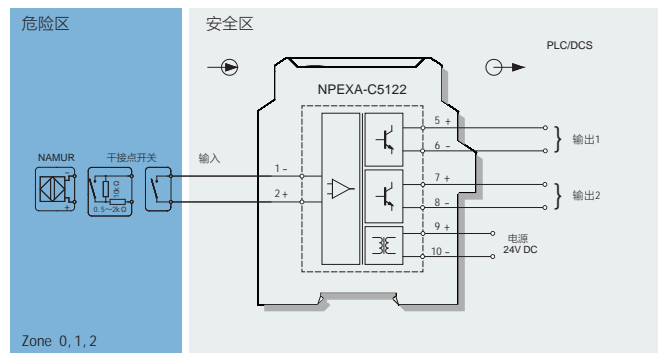 危险区
安全区
PLC/DCS
NPEXA-C5122
5 +
6 -
输出1
NAMUR
干接点开关
输入
1 -
2 +
-
+
10k Ω
0.5～2k Ω
7 +
8 -
输出2
9 +
10 -
电源
24V DC
Zone 0,1,2